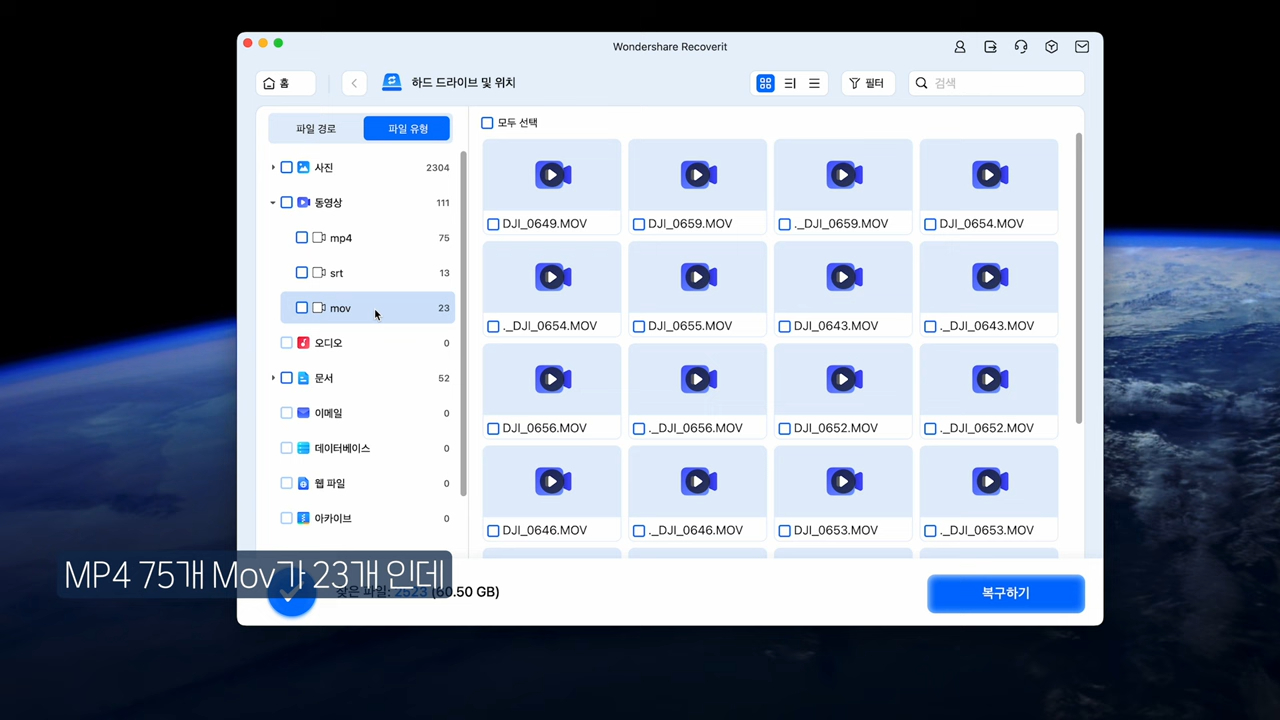 Wondershare Recoverit
홈
하드 드라이브 및 위치
필터
검색
파일 경로
파일 유형
사진 2304
동영상 111
mp4 75
srt 13
mov 23
오디오 0
문서 52
이메일 0
데이터베이스 0
웹 파일 0
아카이브 0
모두 선택
DJI_0649.MOV
DJI_0659.MOV
._DJI_0659.MOV
DJI_0654.MOV
._DJI_0654.MOV
DJI_0655.MOV
DJI_0643.MOV
._DJI_0643.MOV
DJI_0656.MOV
._DJI_0656.MOV
DJI_0652.MOV
._DJI_0652.MOV
DJI_0646.MOV
._DJI_0646.MOV
DJI_0653.MOV
._DJI_0653.MOV
MP4 75개 Mov가 23개 인데
찾은 파일: 2523 (60.50 GB)
복구하기